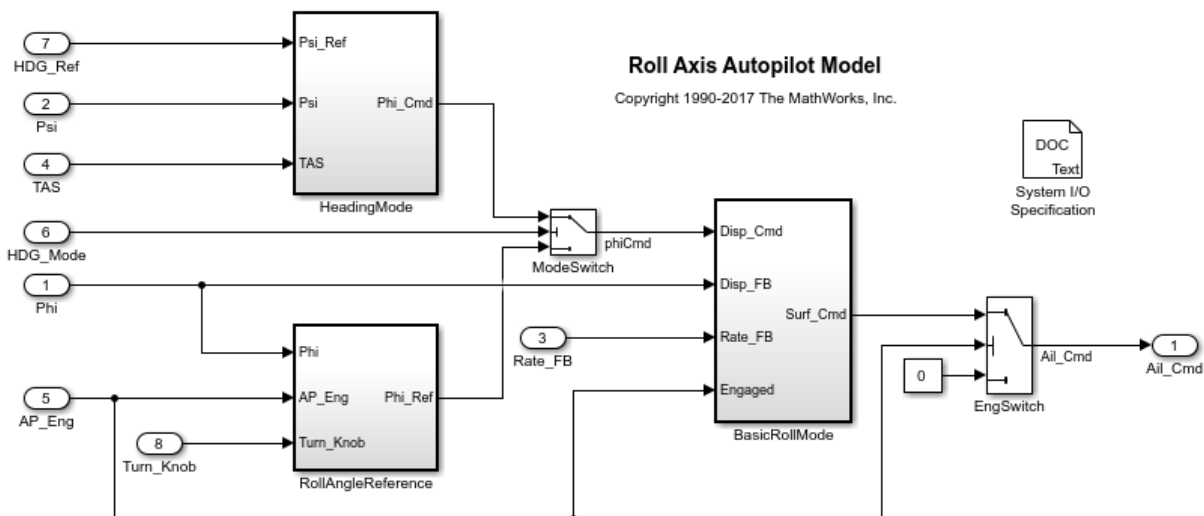 7
HDG_Ref
2
Psi
4
TAS
Psi_Ref
Psi
TAS
Phi_Cmd
HeadingMode
Roll Axis Autopilot Model
Copyright 1990-2017 The MathWorks, Inc.
DOC
Text
System I/O
Specification
6
HDG_Mode
1
Phi
phiCmd
ModeSwitch
Disp_Cmd
Disp_FB
Rate_FB
Engaged
Surf_Cmd
BasicRollMode
3
Rate_FB
5
AP_Eng
8
Turn_Knob
Phi
AP_Eng
Turn_Knob
Phi_Ref
RollAngleReference
0
EngSwitch
Ail_Cmd
1
Ail_Cmd